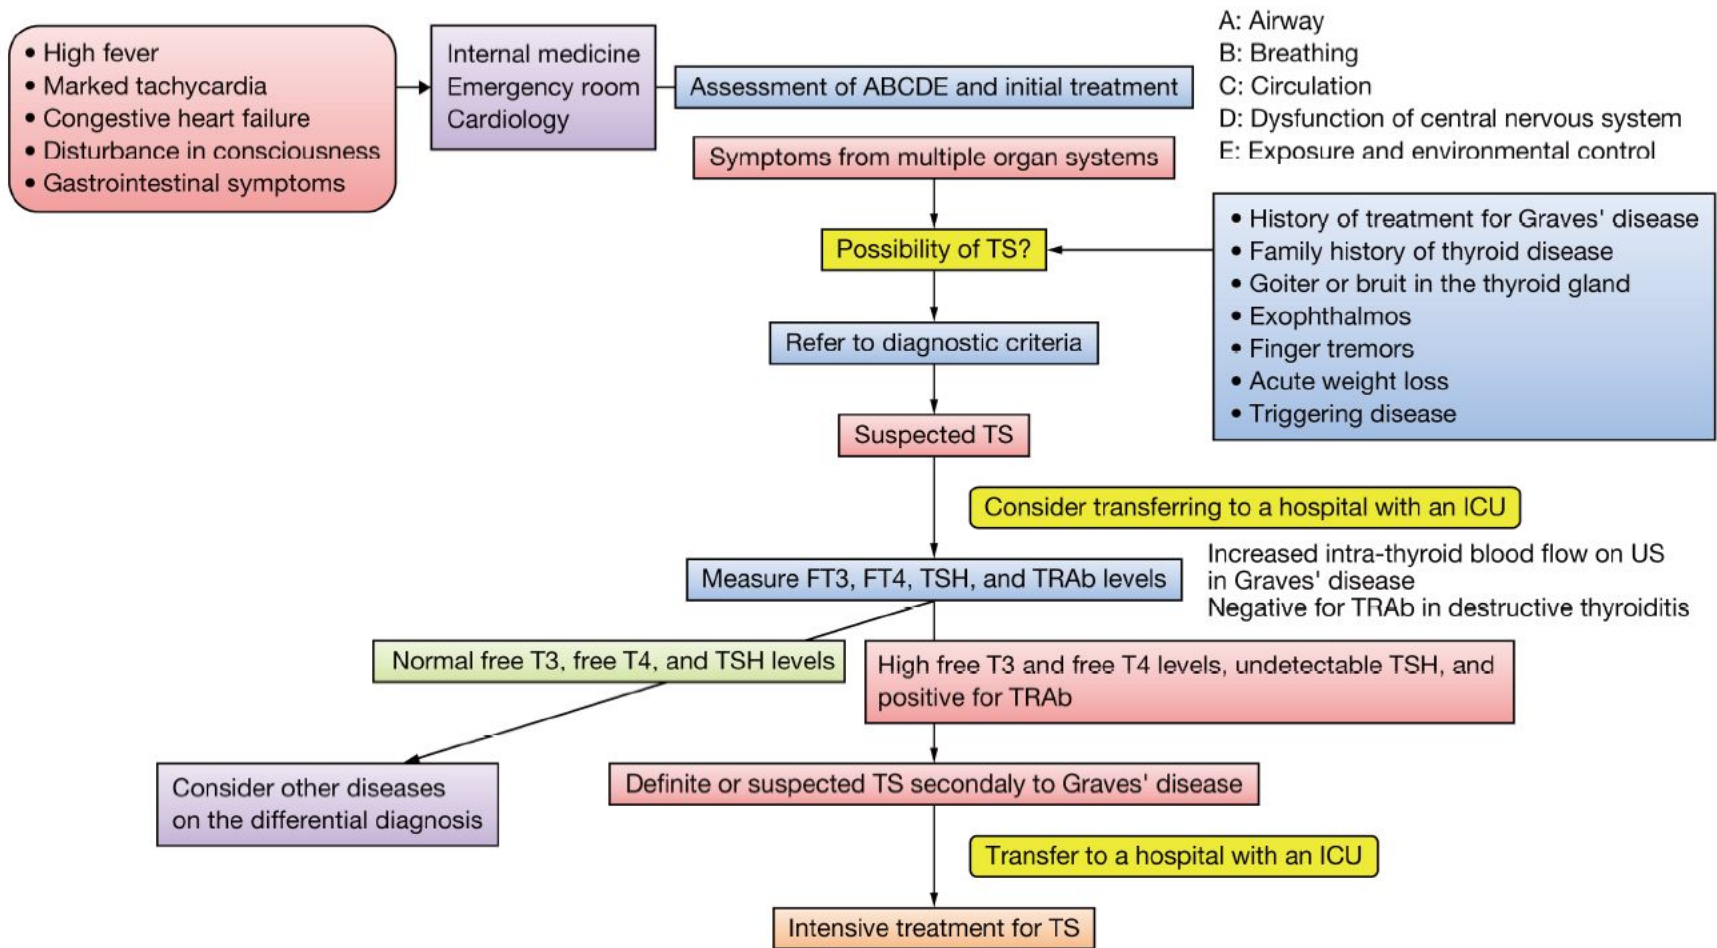 • High fever
• Marked tachycardia
• Congestive heart failure
• Disturbance in consciousness
• Gastrointestinal symptoms
Internal medicine
Emergency room
Cardiology
Assessment of ABCDE and initial treatment
A: Airway
B: Breathing
C: Circulation
D: Dysfunction of central nervous system
E: Exposure and environmental control
Symptoms from multiple organ systems
Possibility of TS?
• History of treatment for Graves' disease
• Family history of thyroid disease
• Goiter or bruit in the thyroid gland
• Exophthalmos
• Finger tremors
• Acute weight loss
• Triggering disease
Refer to diagnostic criteria
Suspected TS
Consider transferring to a hospital with an ICU
Measure FT3, FT4, TSH, and TRAb levels
Increased intra-thyroid blood flow on US
in Graves' disease
Negative for TRAb in destructive thyroiditis
Normal free T3, free T4, and TSH levels
High free T3 and free T4 levels, undetectable TSH, and
positive for TRAb
Consider other diseases
on the differential diagnosis
Definite or suspected TS secondaly to Graves' disease
Transfer to a hospital with an ICU
Intensive treatment for TS